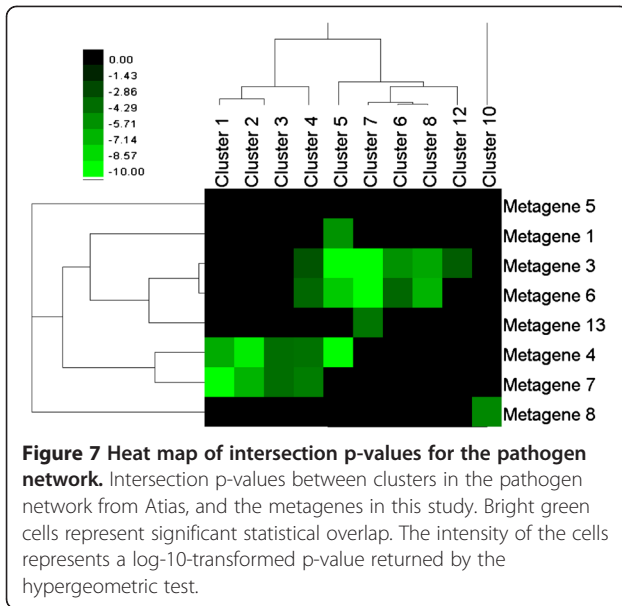 0.00
-1.43
-2.86
-4.29
-5.71
-7.14
-8.57
-10.00
Cluster 1
Cluster 2
Cluster 3
Cluster 4
Cluster 5
Cluster 7
Cluster 6
Cluster 8
Cluster 12
Cluster 10
Metagene 5
Metagene 1
Metagene 3
Metagene 6
Metagene 13
Metagene 4
Metagene 7
Metagene 8
Figure 7 Heat map of intersection p-values for the pathogen
network. Intersection p-values between clusters in the pathogen
network from Atias, and the metagenes in this study. Bright green
cells represent significant statistical overlap. The intensity of the cells
represents a log-10-transformed p-value returned by the
hypergeometric test.